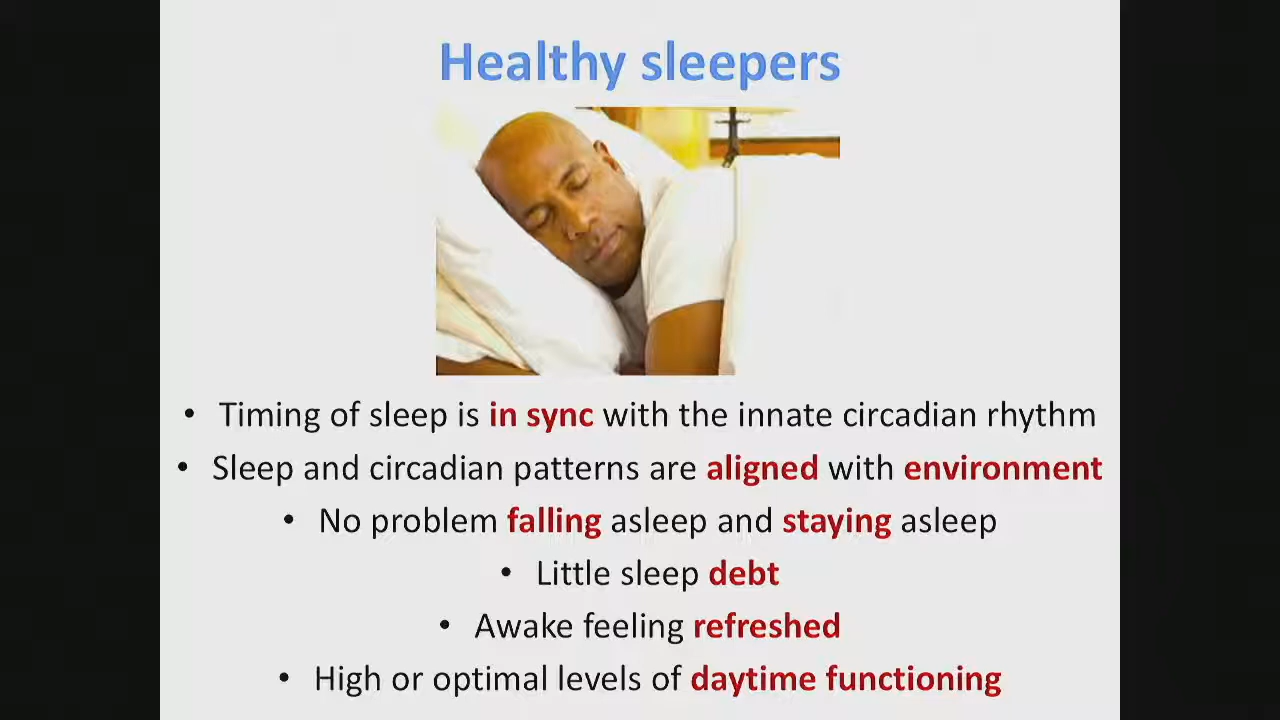 Healthy sleepers
• Timing of sleep is in sync with the innate circadian rhythm
• Sleep and circadian patterns are aligned with environment
• No problem falling asleep and staying asleep
• Little sleep debt
• Awake feeling refreshed
• High or optimal levels of daytime functioning